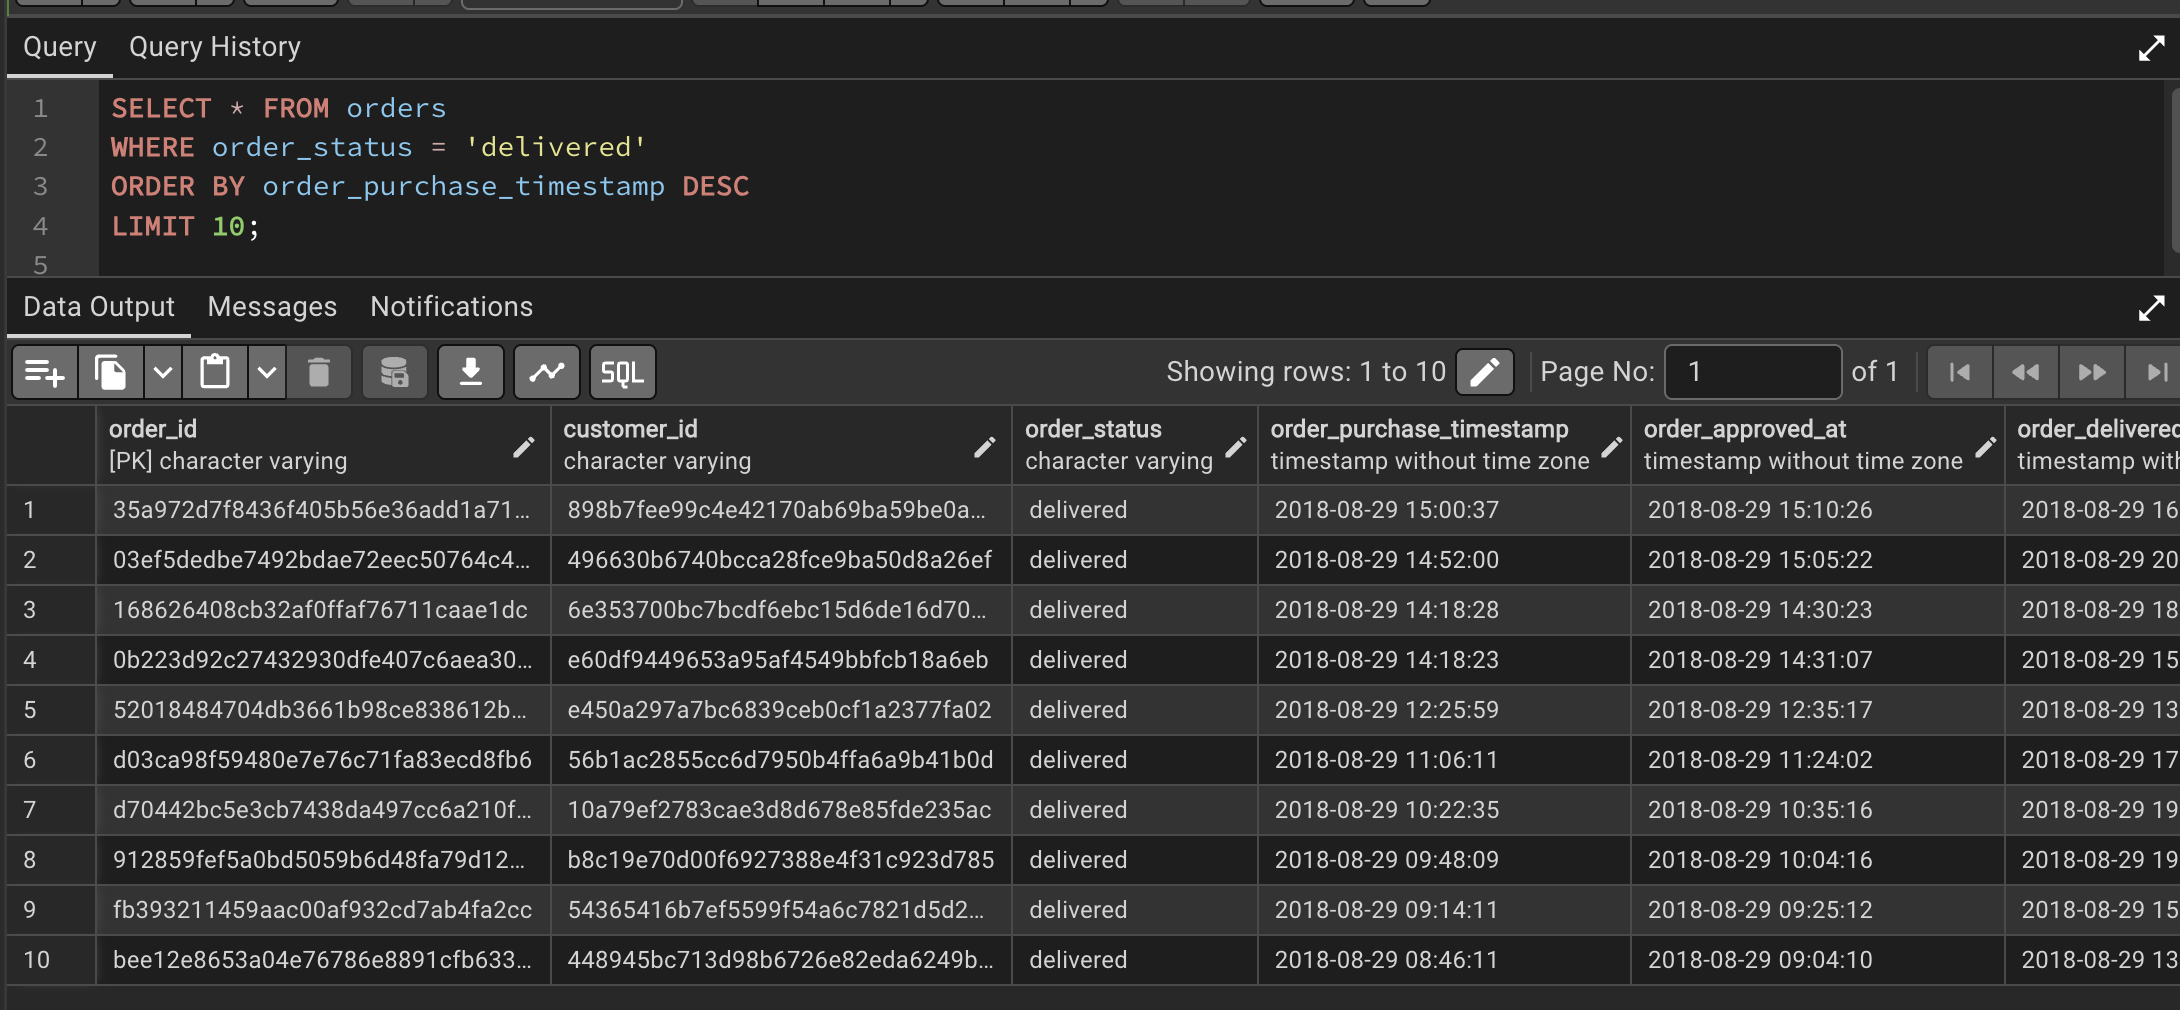 Query Query History
1 SELECT * FROM orders
2 WHERE order_status = 'delivered'
3 ORDER BY order_purchase_timestamp DESC
4 LIMIT 10;
5
Data Output Messages Notifications
SQL Showing rows: 1 to 10 Page No: 1 of 1
order_id customer_id order_status order_purchase_timestamp order_approved_at order_delivered
[PK] character varying character varying character varying timestamp without time zone timestamp without time zone timestamp with
1 35a972d7f8436f405b56e36add1a71... 898b7fee99c4e42170ab69ba59be0a... delivered 2018-08-29 15:00:37 2018-08-29 15:10:26 2018-08-29 16
2 03ef5dedbe7492bdae72eec50764c4... 496630b6740bcca28fce9ba50d8a26ef delivered 2018-08-29 14:52:00 2018-08-29 15:05:22 2018-08-29 20
3 168626408cb32af0ffaf76711caae1dc 6e353700bc7bcdf6ebc15d6de16d70... delivered 2018-08-29 14:18:28 2018-08-29 14:30:23 2018-08-29 18
4 0b223d92c27432930dfe407c6aea30... e60df9449653a95af4549bbfcb18a6eb delivered 2018-08-29 14:18:23 2018-08-29 14:31:07 2018-08-29 15
5 52018484704db3661b98ce838612b... e450a297a7bc6839ceb0cf1a2377fa02 delivered 2018-08-29 12:25:59 2018-08-29 12:35:17 2018-08-29 13
6 d03ca98f59480e7e76c71fa83ecd8fb6 56b1ac2855cc6d7950b4ffa6a9b41b0d delivered 2018-08-29 11:06:11 2018-08-29 11:24:02 2018-08-29 17
7 d70442bc5e3cb7438da497cc6a210f... 10a79ef2783cae3d8d678e85fde235ac delivered 2018-08-29 10:22:35 2018-08-29 10:35:16 2018-08-29 19
8 912859fef5a0bd5059b6d48fa79d12... b8c19e70d00f6927388e4f31c923d785 delivered 2018-08-29 09:48:09 2018-08-29 10:04:16 2018-08-29 19
9 fb393211459aac00af932cd7ab4fa2cc 54365416b7ef5599f54a6c7821d5d2... delivered 2018-08-29 09:14:11 2018-08-29 09:25:12 2018-08-29 15
10 bee12e8653a04e76786e8891cfb633... 448945bc713d98b6726e82eda6249b... delivered 2018-08-29 08:46:11 2018-08-29 09:04:10 2018-08-29 13